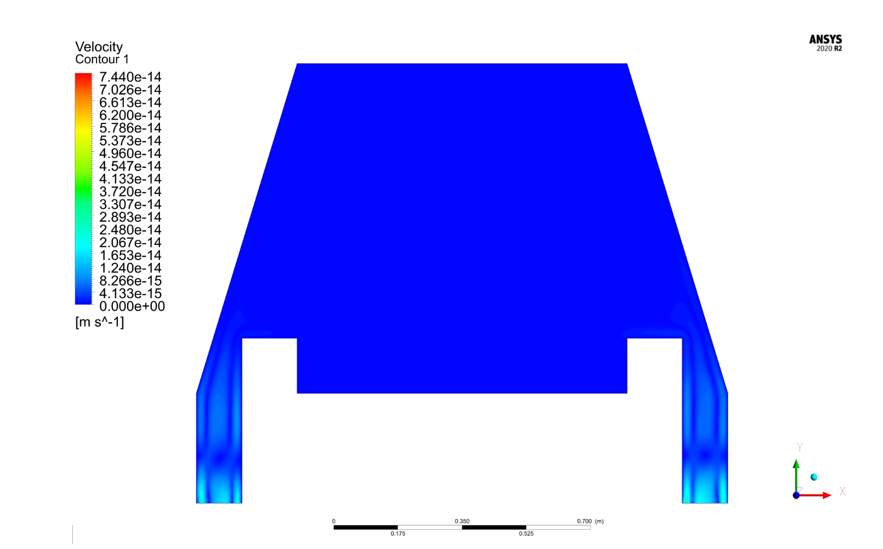 ANSYS
2020 R2
Velocity
Contour 1
7.440e-14
7.026e-14
6.613e-14
6.200e-14
5.786e-14
5.373e-14
4.960e-14
4.547e-14
4.133e-14
3.720e-14
3.307e-14
2.893e-14
2.480e-14
2.067e-14
1.653e-14
1.240e-14
8.266e-15
4.133e-15
0.000e+00
[m s^-1]
Y
Z
X
0 0.350 0.700 (m)
0.175 0.525